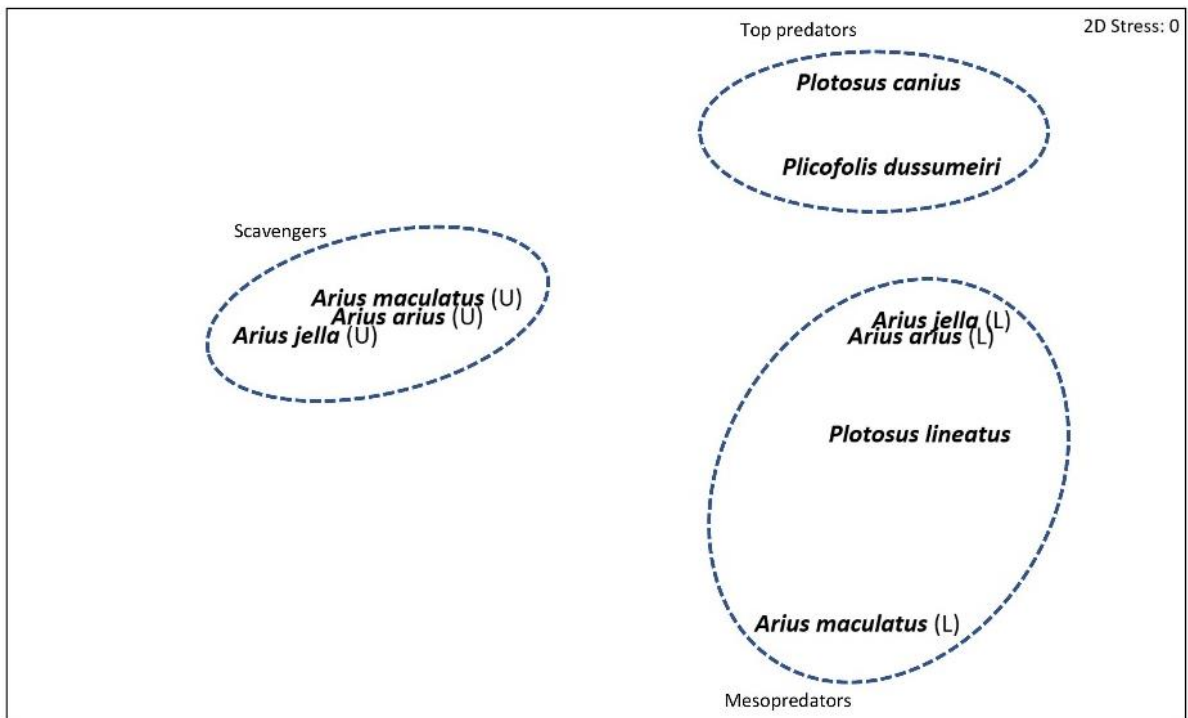 Top predators
2D Stress: 0
Plotosus canius
Plicofolis dussumeiri
Scavengers
Arius maculatus (U)
Arius arius (U)
Arius jella (U)
Arius jella (L)
Arius arius (L)
Plotosus lineatus
Arius maculatus (L)
Mesopredators